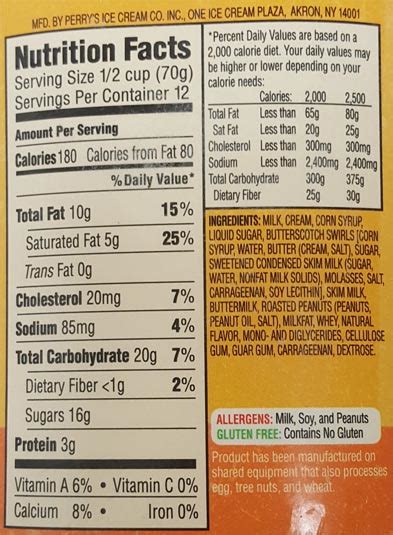 MFD. BY PERRY'S ICE CREAM CO. INC., ONE ICE CREAM PLAZA, AKRON, NY 14001
Nutrition Facts
Serving Size 1/2 cup (70g)
Servings Per Container 12
Amount Per Serving
Calories 180 Calories from Fat 80
% Daily Value*
Total Fat 10g 15%
Saturated Fat 5g 25%
Trans Fat 0g
Cholesterol 20mg 7%
Sodium 85mg 4%
Total Carbohydrate 20g 7%
Dietary Fiber <1g 2%
Sugars 16g
Protein 3g
Vitamin A 6% • Vitamin C 0%
Calcium 8% • Iron 0%
*Percent Daily Values are based on a
2,000 calorie diet. Your daily values may
be higher or lower depending on your
calorie needs:
Calories: 2,000 2,500
Total Fat Less than 65g 80g
Sat Fat Less than 20g 25g
Cholesterol Less than 300mg 300mg
Sodium Less than 2,400mg 2,400mg
Total Carbohydrate 300g 375g
Dietary Fiber 25g 30g
INGREDIENTS: MILK, CREAM, CORN SYRUP,
LIQUID SUGAR, BUTTERSCOTCH SWIRLS [CORN
SYRUP, WATER, BUTTER (CREAM, SALT), SUGAR,
SWEETENED CONDENSED SKIM MILK (SUGAR,
WATER, NONFAT MILK SOLIDS), MOLASSES, SALT,
CARRAGEENAN, SOY LECITHIN], SKIM MILK,
BUTTERMILK, ROASTED PEANUTS (PEANUTS,
PEANUT OIL, SALT), MILKFAT, WHEY, NATURAL
FLAVOR, MONO- AND DIGLYCERIDES, CELLULOSE
GUM, GUAR GUM, CARRAGEENAN, DEXTROSE.
ALLERGENS: Milk, Soy, and Peanuts
GLUTEN FREE: Contains No Gluten
Product has been manufactured on
shared equipment that also processes
egg, tree nuts, and wheat.